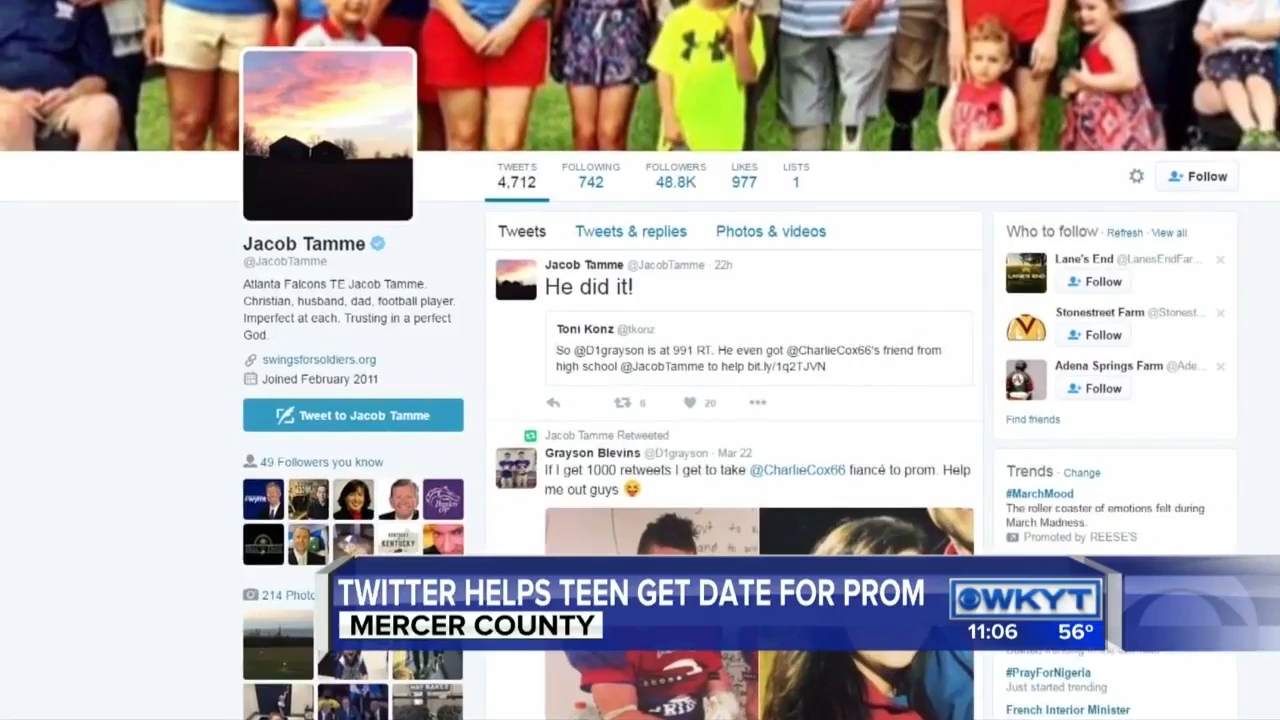 TWEETS FOLLOWING FOLLOWERS LIKES LISTS
4,712 742 48.8K 977 1
Follow
Jacob Tamme
@JacobTamme
Atlanta Falcons TE Jacob Tamme.
Christian, husband, dad, football player.
Imperfect at each. Trusting in a perfect
God.
swingsforsoldiers.org
Joined February 2011
Tweet to Jacob Tamme
49 Followers you know
KENTUCKY
214 Photo
Tweets Tweets & replies Photos & videos
Jacob Tamme @JacobTamme · 22h
He did it!
Toni Konz @tkonz
So @D1grayson is at 991 RT. He even got @CharlieCox66's friend from
high school @JacobTamme to help bit.ly/1q2TJVN
6 20
Jacob Tamme Retweeted
Grayson Blevins @D1grayson · Mar 22
If I get 1000 retweets I get to take @CharlieCox66 fiancé to prom. Help
me out guys
Who to follow · Refresh · View all
Lane's End @LanesEndFar...
LANE'S END
Follow
Stonestreet Farm @Stonest...
Follow
Adena Springs Farm @Ade...
Follow
Find friends
Trends · Change
#MarchMood
The roller coaster of emotions felt during
March Madness.
Promoted by REESE'S
#PrayForNigeria
Just started trending
French Interior Minister
TWITTER HELPS TEEN GET DATE FOR PROM
MERCER COUNTY
WKYT
11:06 56°